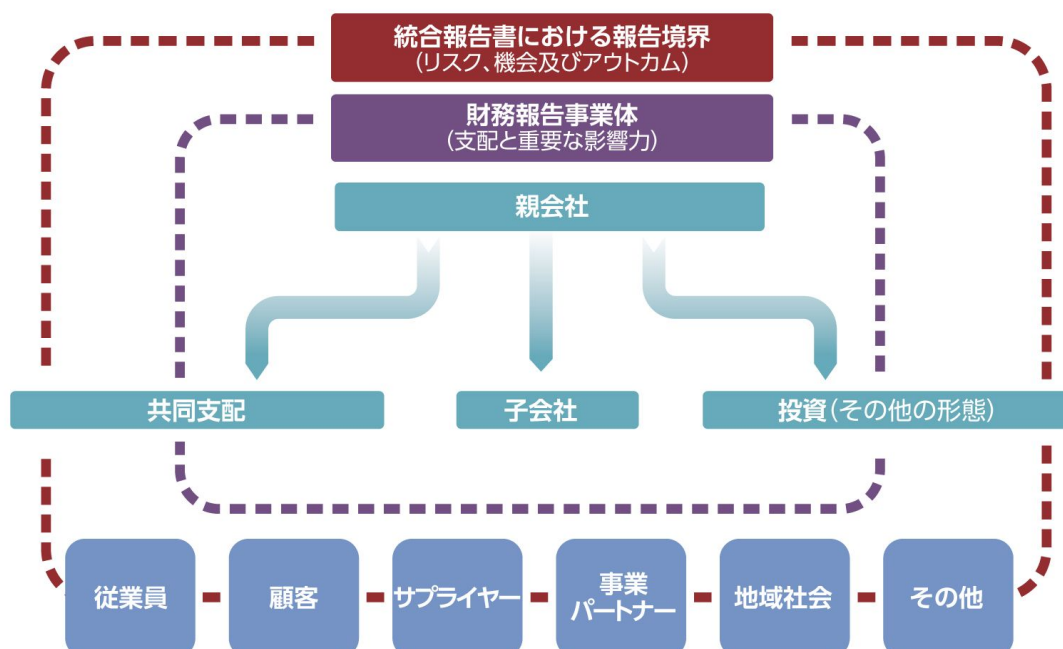 統合報告書における報告境界
(リスク、機会及びアウトカム)
財務報告事業体
(支配と重要な影響力)
親会社
共同支配
子会社
投資(その他の形態)
従業員
顧客
サプライヤー
事業
パートナー
地域社会
その他